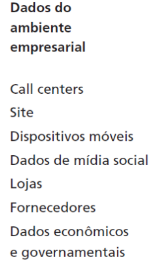 Dados do
ambiente
empresarial
Call centers
Site
Dispositivos móveis
Dados de mídia social
Lojas
Fornecedores
Dados econômicos
e governamentais